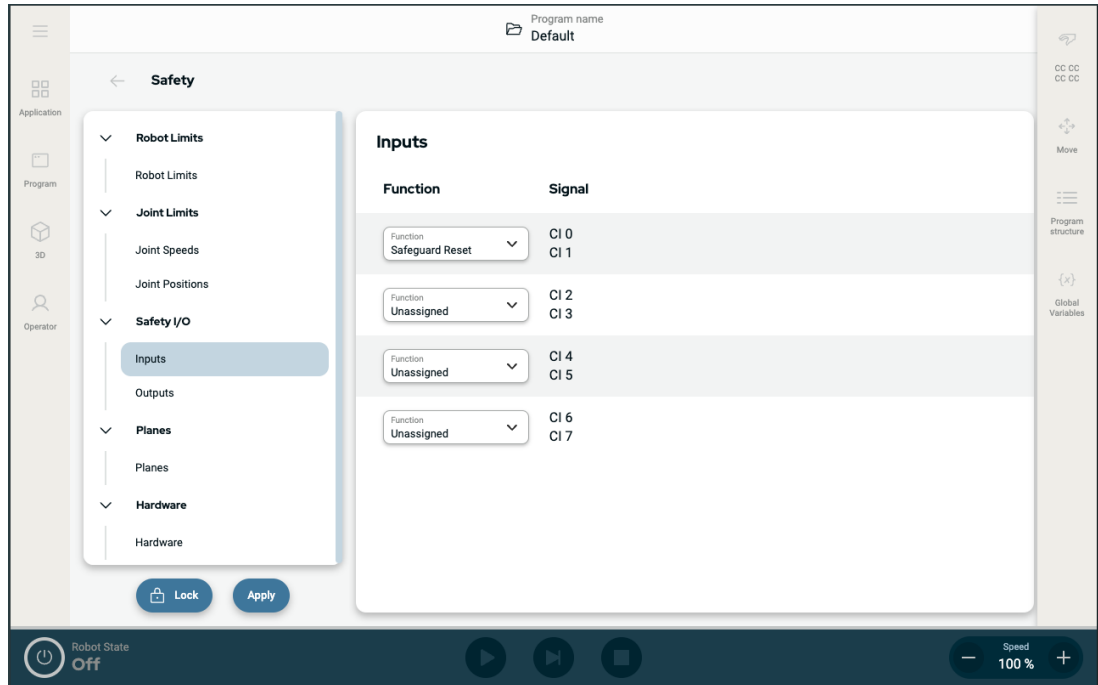 Program name
Default
Application
Program
3D
Operator
Safety
Robot Limits
Robot Limits
Joint Limits
Joint Speeds
Joint Positions
Safety I/O
Inputs
Outputs
Planes
Planes
Hardware
Hardware
Lock
Apply
Inputs
Function
Signal
Function
Safeguard Reset
CI 0
CI 1
Function
Unassigned
CI 2
CI 3
Function
Unassigned
CI 4
CI 5
Function
Unassigned
CI 6
CI 7
CC CC
CC CC
Move
Program
structure
{x}
Global
Variables
Robot State
Off
Speed
100 %